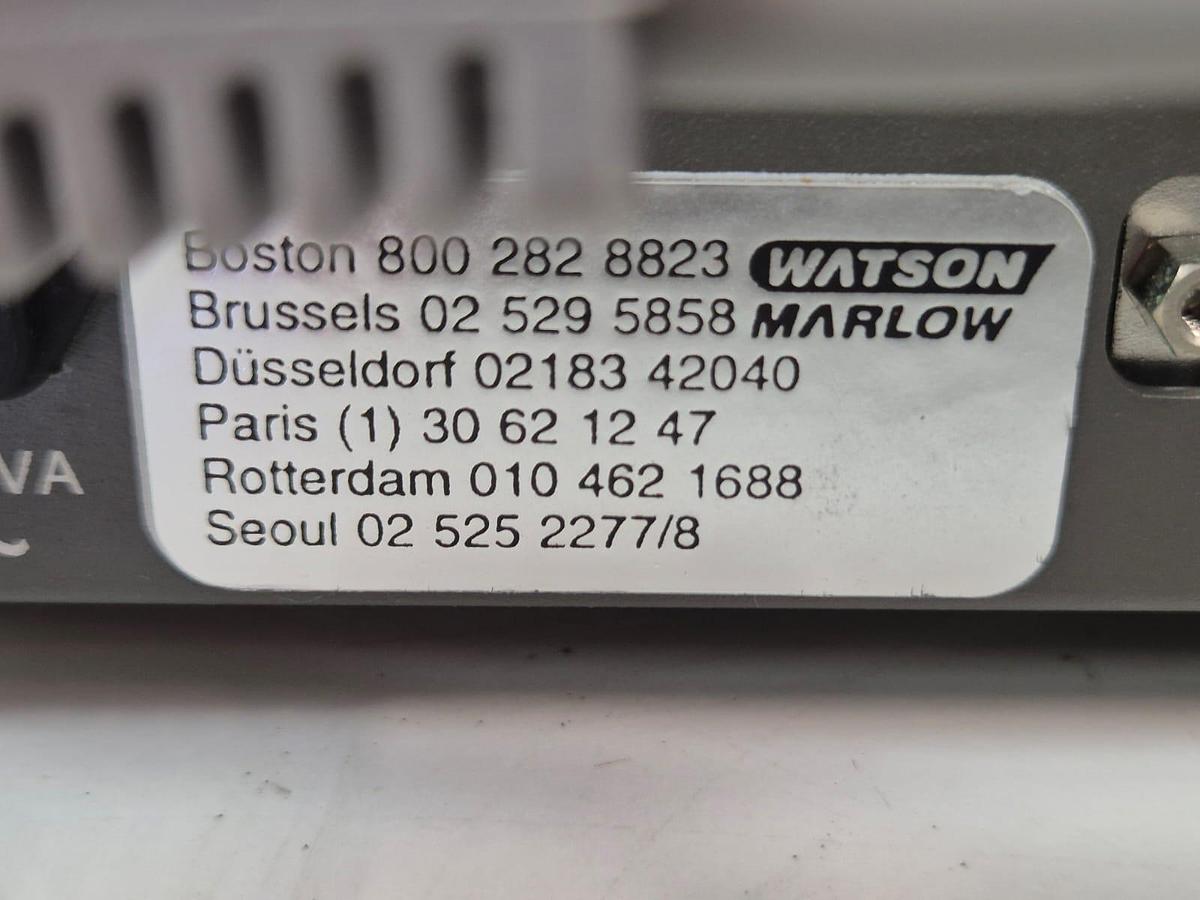 Boston 800 282 8823 WATSON
Brussels 02 529 5858 MARLOW
Düsseldorf 02183 42040
Paris (1) 30 62 12 47
Rotterdam 010 462 1688
Seoul 02 525 2277/8
VA